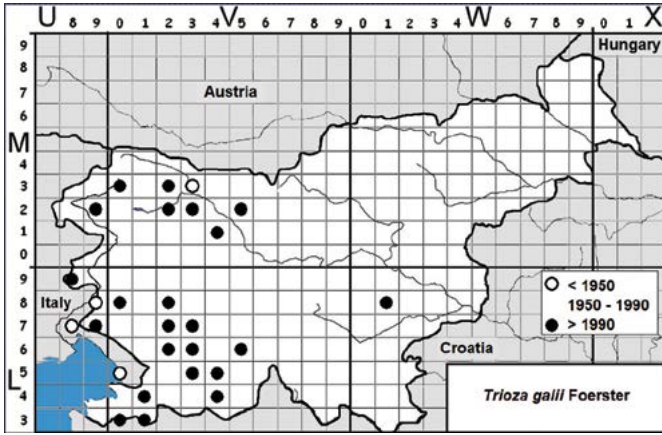 U V W X
8 9 0 1 2 3 4 5 6 7 8 9 0 1 2 3 4 5 6 7 8 9 0 1
9
8
7
6
5
4
3
2
1
0
9
8
7
6
5
4
3
M
L
Hungary
Austria
Italy
Croatia
< 1950
1950 - 1990
> 1990
Trioza galii Foerster